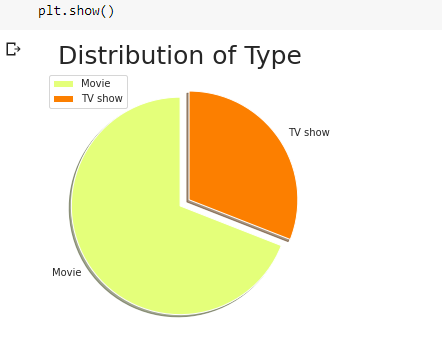 plt.show()
Distribution of Type
Movie
TV show
TV show
Movie